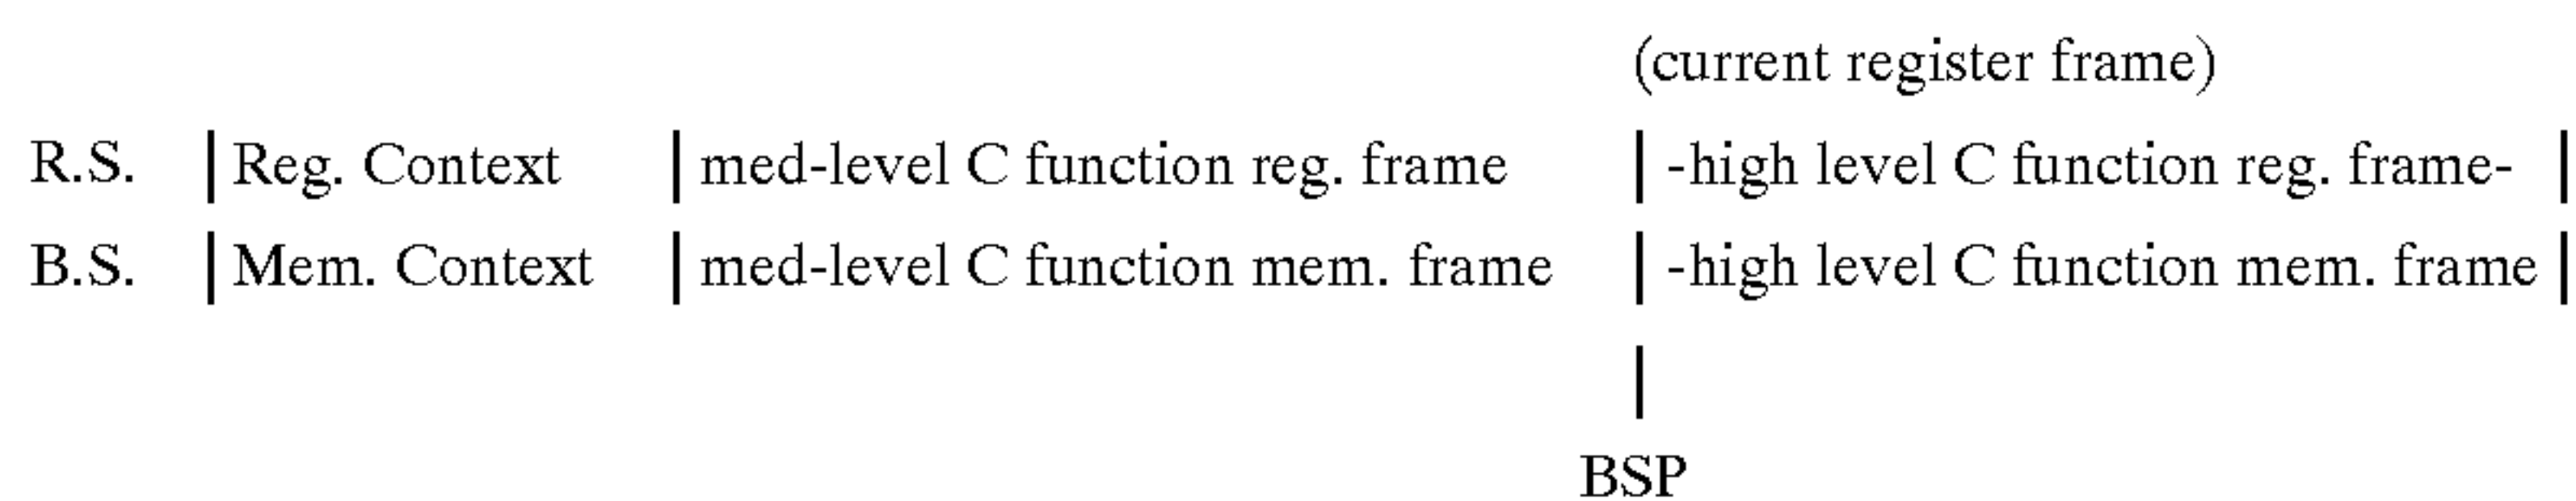 (current register frame)
R.S. | Reg. Context | med-level C function reg. frame | -high level C function reg. frame- |
B.S. | Mem. Context | med-level C function mem. frame | -high level C function mem. frame |
|
BSP